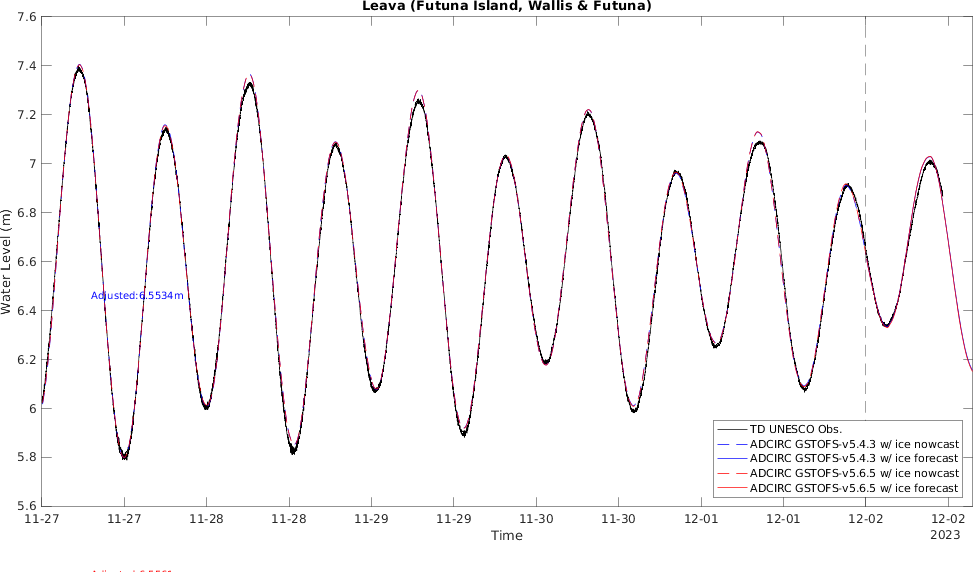 Leava (Futuna Island, Wallis & Futuna)
7.6
7.4
7.2
7
6.8
6.6
6.4
6.2
6
5.8
5.6
Water Level (m)
Adjusted:6.5534m
TD UNESCO Obs.
ADCIRC GSTOFS-v5.4.3 w/ ice nowcast
ADCIRC GSTOFS-v5.4.3 w/ ice forecast
ADCIRC GSTOFS-v5.6.5 w/ ice nowcast
ADCIRC GSTOFS-v5.6.5 w/ ice forecast
11-27 11-27 11-28 11-28 11-29 11-29 11-30 11-30 12-01 12-01 12-02 12-02
2023
Time